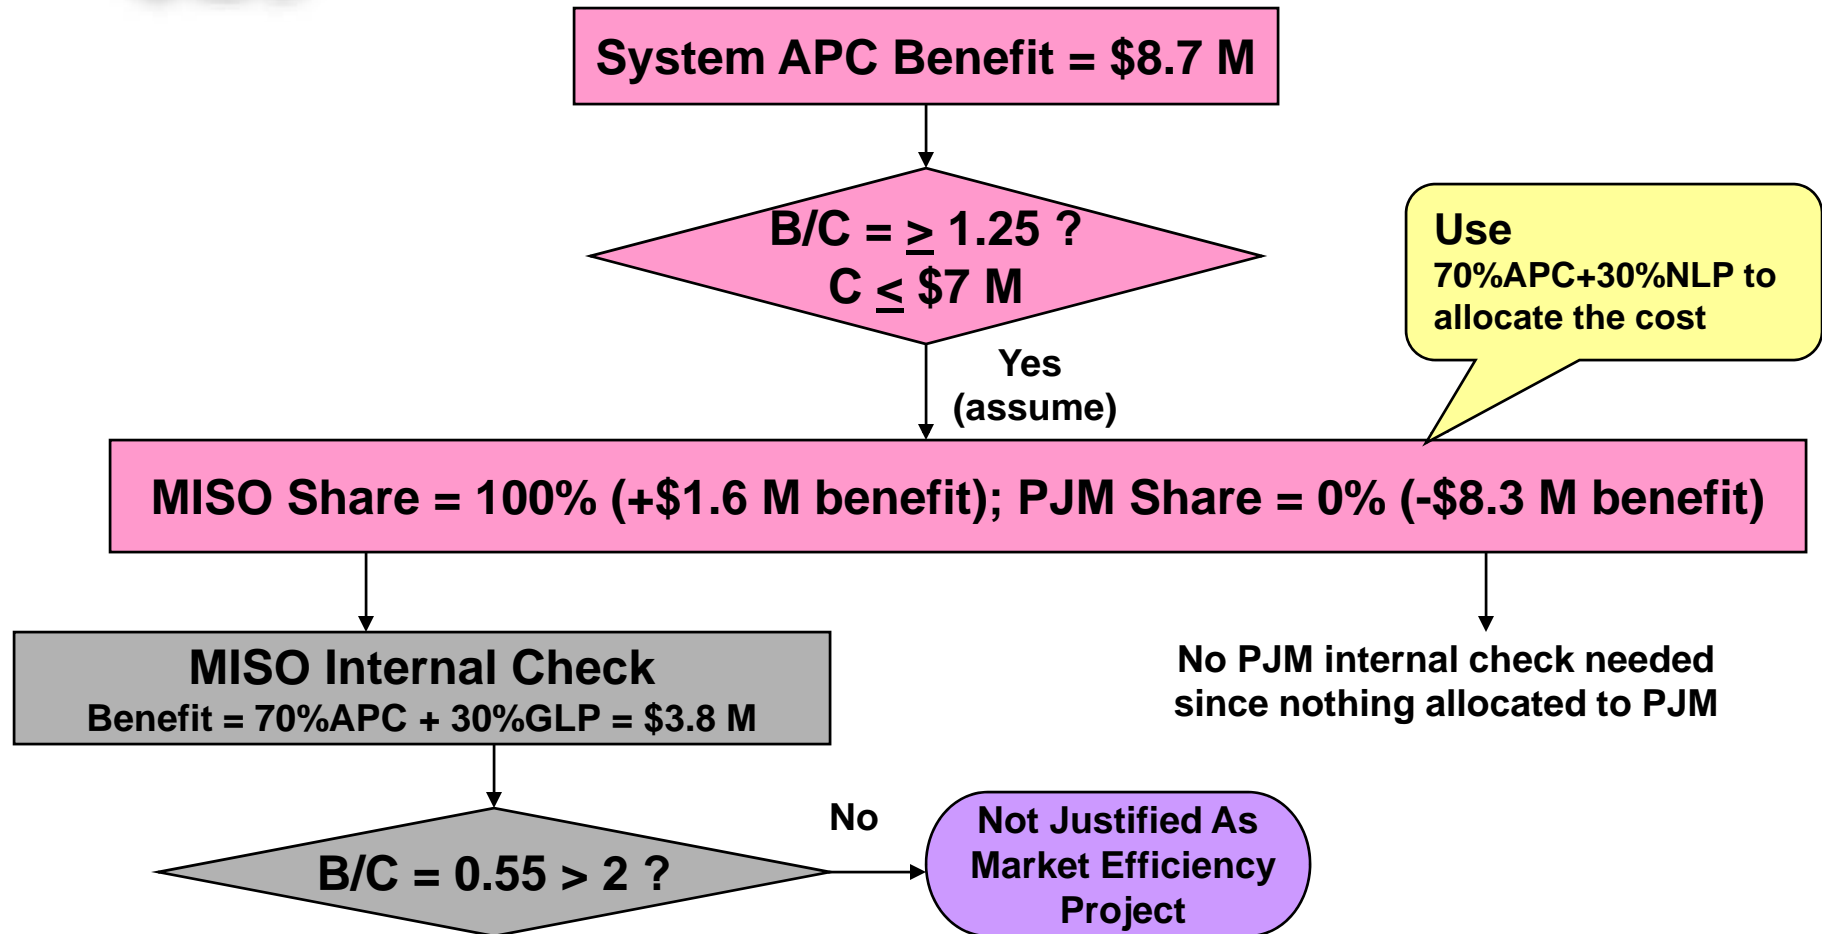 System APC Benefit = $8.7 M
B/C = ≥ 1.25 ?
C ≤ $7 M
Use
70%APC+30%NLP to
allocate the cost
Yes
(assume)
MISO Share = 100% (+$1.6 M benefit); PJM Share = 0% (-$8.3 M benefit)
MISO Internal Check
Benefit = 70%APC + 30%GLP = $3.8 M
No PJM internal check needed
since nothing allocated to PJM
B/C = 0.55 > 2 ?
No
Not Justified As
Market Efficiency
Project